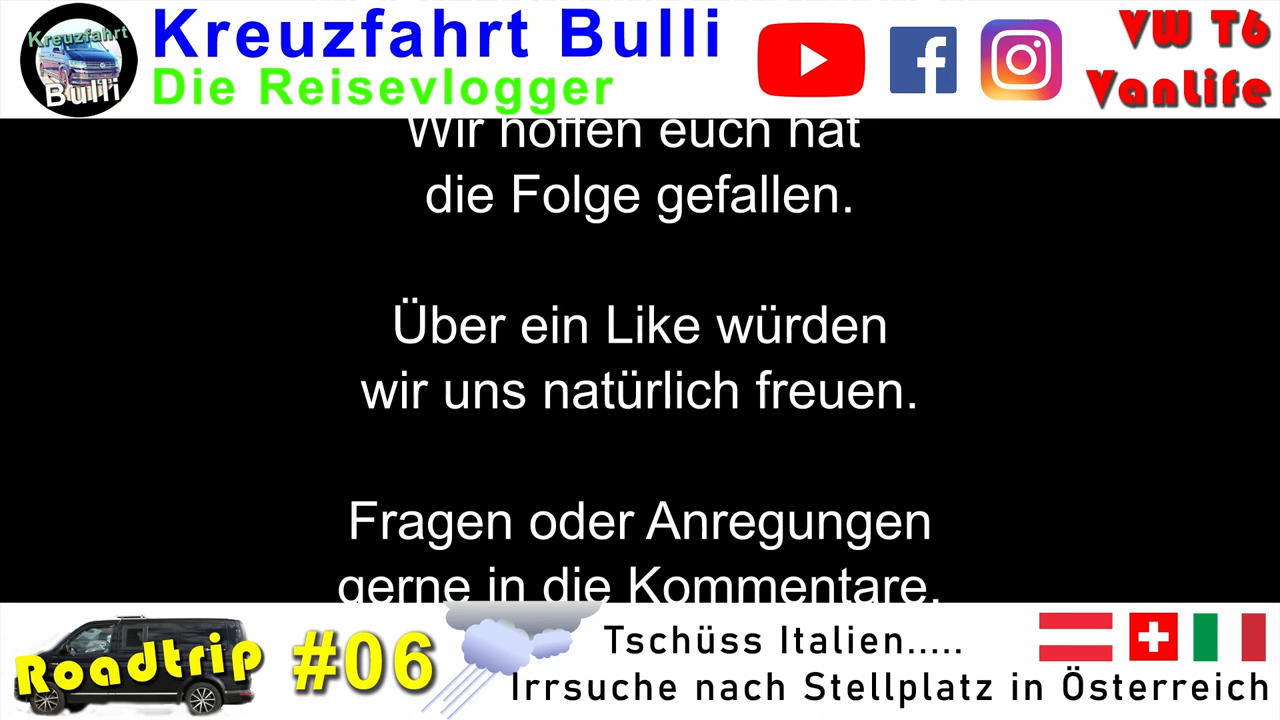 Kreuzfahrt
Bulli
Kreuzfahrt Bulli
Die Reisevlogger
VW T6
VanLife
Wir hoffen euch hat
die Folge gefallen.
Über ein Like würden
wir uns natürlich freuen.
Fragen oder Anregungen
gerne in die Kommentare.
Roadtrip
#06
Tschüss Italien.....
Irrsuche nach Stellplatz in Österreich